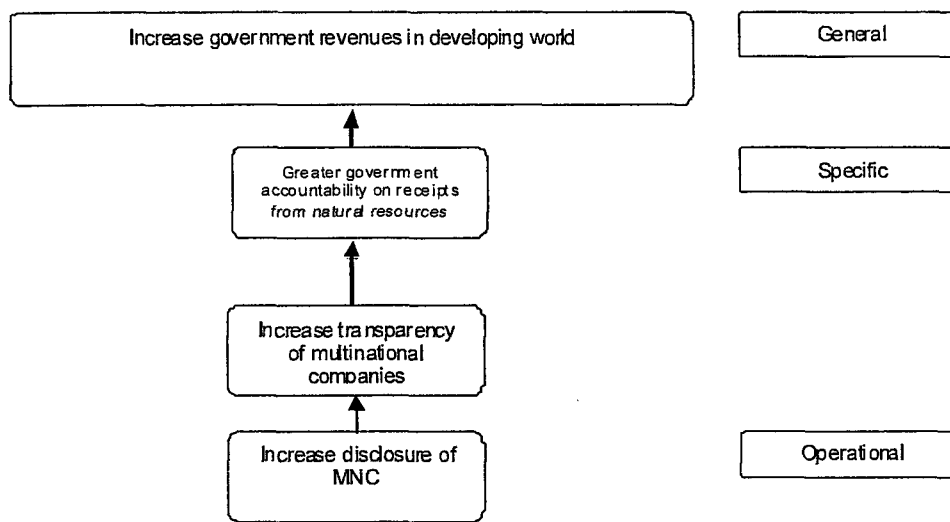 Increase government revenues in developing world
General
Greater government
accountability on receipts
from natural resources
Specific
Increase transparency
of multinational
companies
Increase disclosure of
MNC
Operational